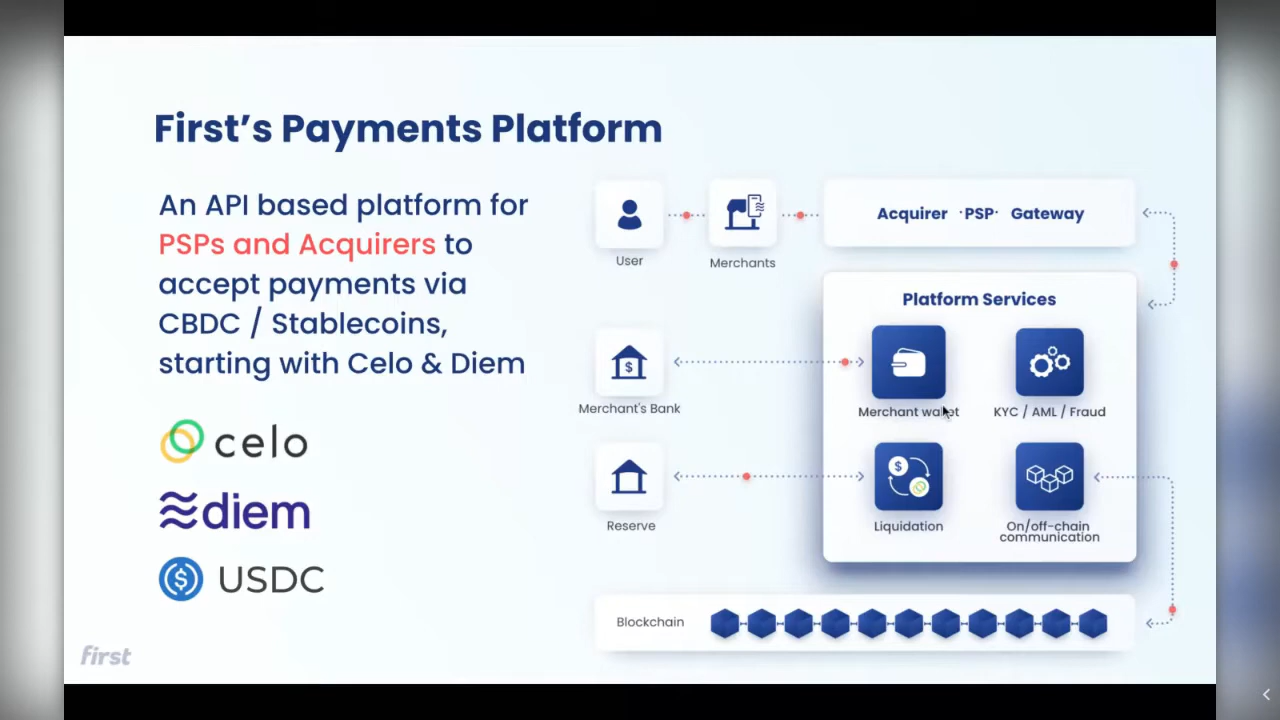 First's Payments Platform
An API based platform for
PSPs and Acquirers to
accept payments via
CBDC / Stablecoins,
starting with Celo & Diem
celo
diem
USDC
first
User
Merchants
Acquirer ·PSP· Gateway
Platform Services
Merchant's Bank
Merchant wallet
KYC / AML / Fraud
Reserve
Liquidation
On/off-chain
communication
Blockchain